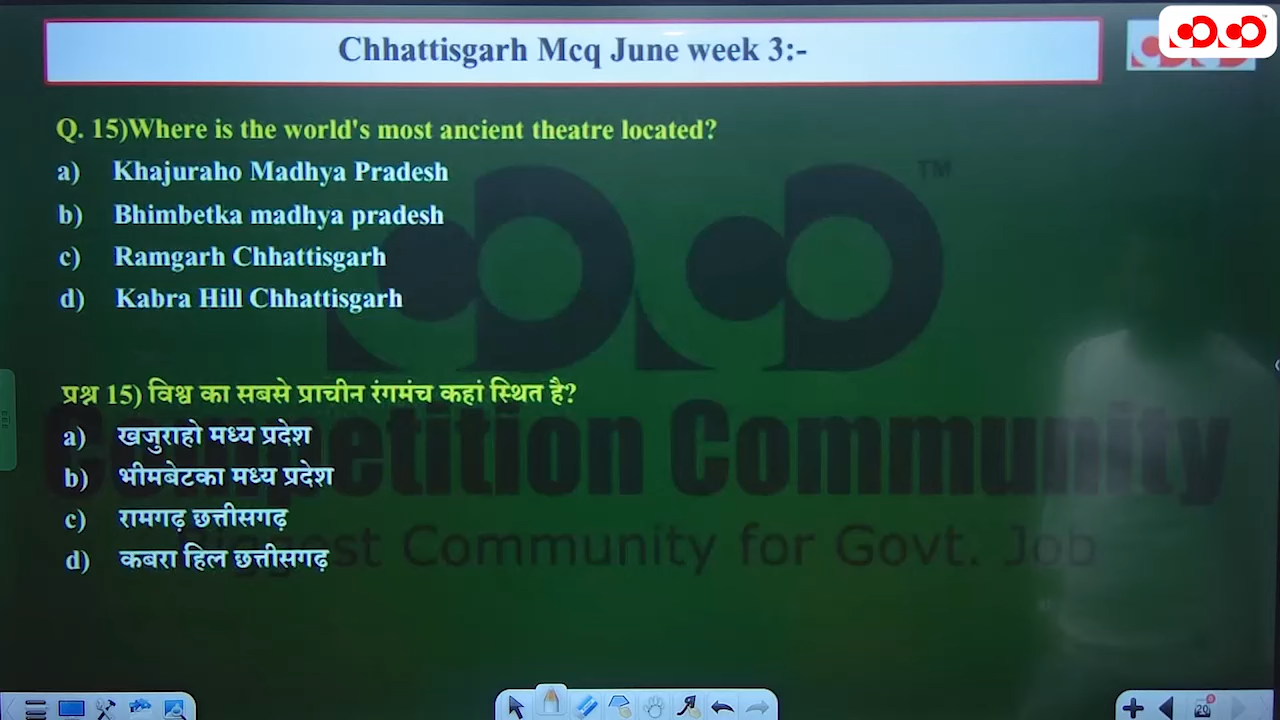 Chhattisgarh Mcq June week 3:-
Q. 15)Where is the world's most ancient theatre located?
a) Khajuraho Madhya Pradesh
b) Bhimbetka madhya pradesh
c) Ramgarh Chhattisgarh
d) Kabra Hill Chhattisgarh
TM
प्रश्न 15) विश्व का सबसे प्राचीन रंगमंच कहां स्थित है?
a) खजुराहो मध्य प्रदेश
b) भीमबेटका मध्य प्रदेश
c) रामगढ़ छत्तीसगढ़
d) कबरा हिल छत्तीसगढ़
Competition Community
Biggest Community for Govt. Job
20